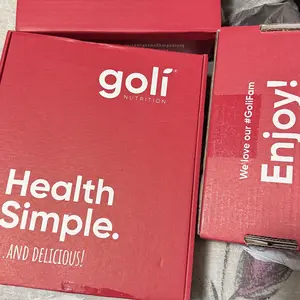 goli®
NUTRITION
Health
Simple.
...AND DELICIOUS!
We love our #GoliFam
Enjoy!